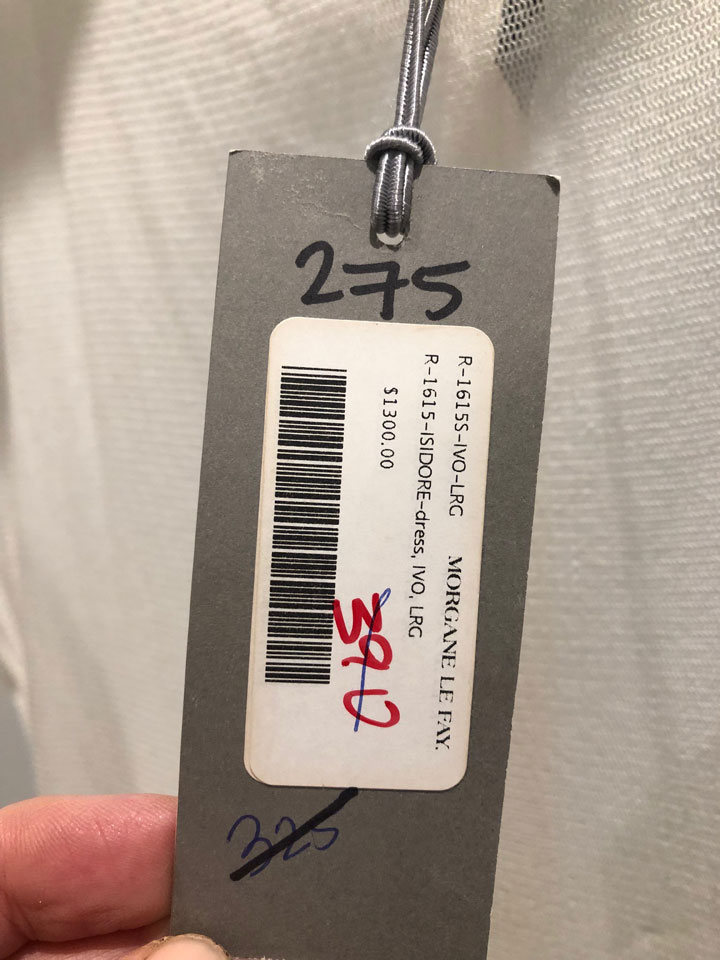 275
R-1615S-IVO-LRG
MORGANE LE FAY.
R-1615-ISIDORE-dress, IVO, LRG
$1300.00
390
325